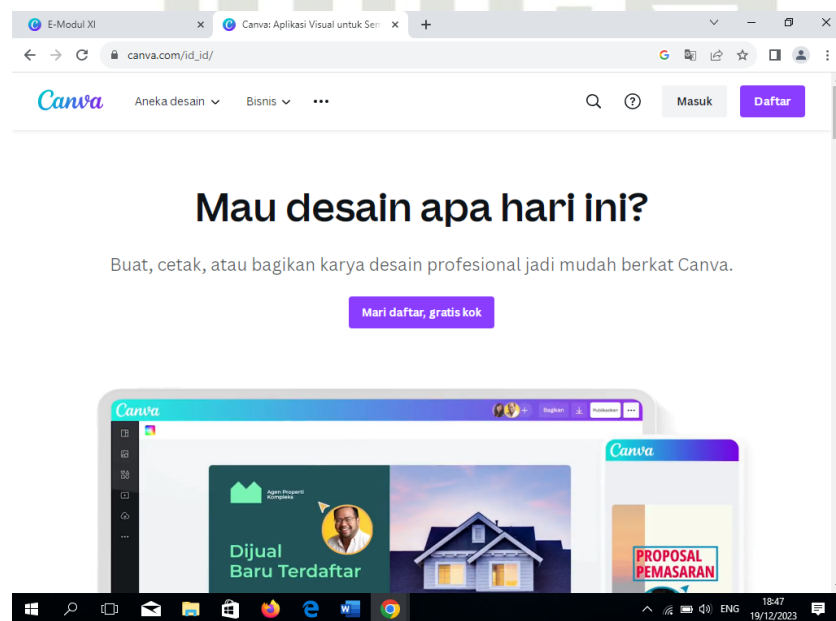 E-Modul XI
Canva: Aplikasi Visual untuk Sem
canva.com/id_id/
Canva
Aneka desain
Bisnis
Masuk
Daftar
Mau desain apa hari ini?
Buat, cetak, atau bagikan karya desain profesional jadi mudah berkat Canva.
Mari daftar, gratis kok
Canva
Bagikan
Publikasikan
Canva
Agen Properti
Kompleks
Dijual
Baru Terdaftar
PROPOSAL
PEMASARAN
ENG
18:47
19/12/2023